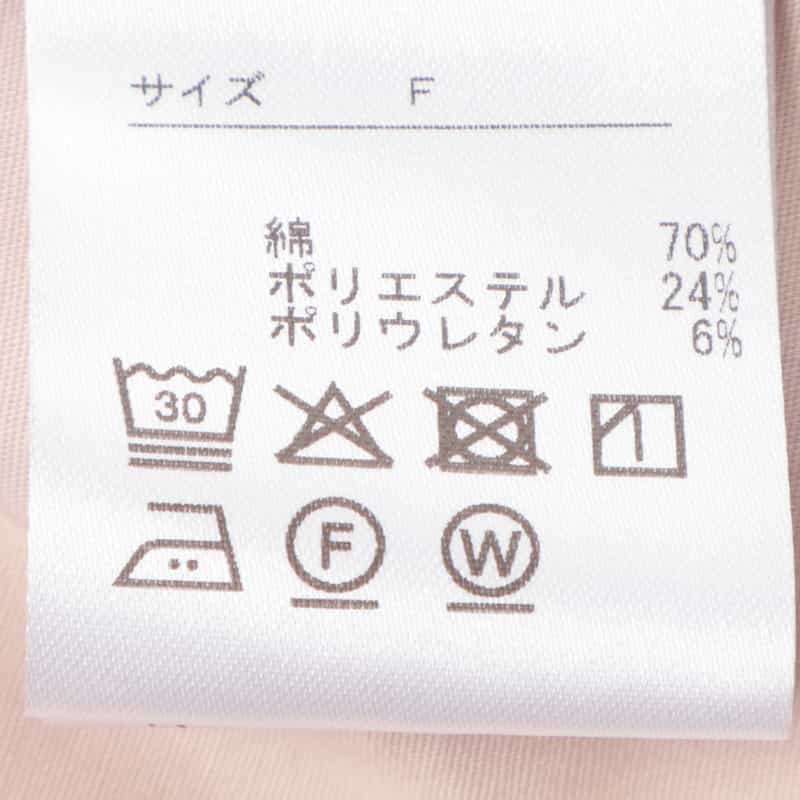 サイズ F
綿 70%
ポリエステル 24%
ポリウレタン 6%
30
F W